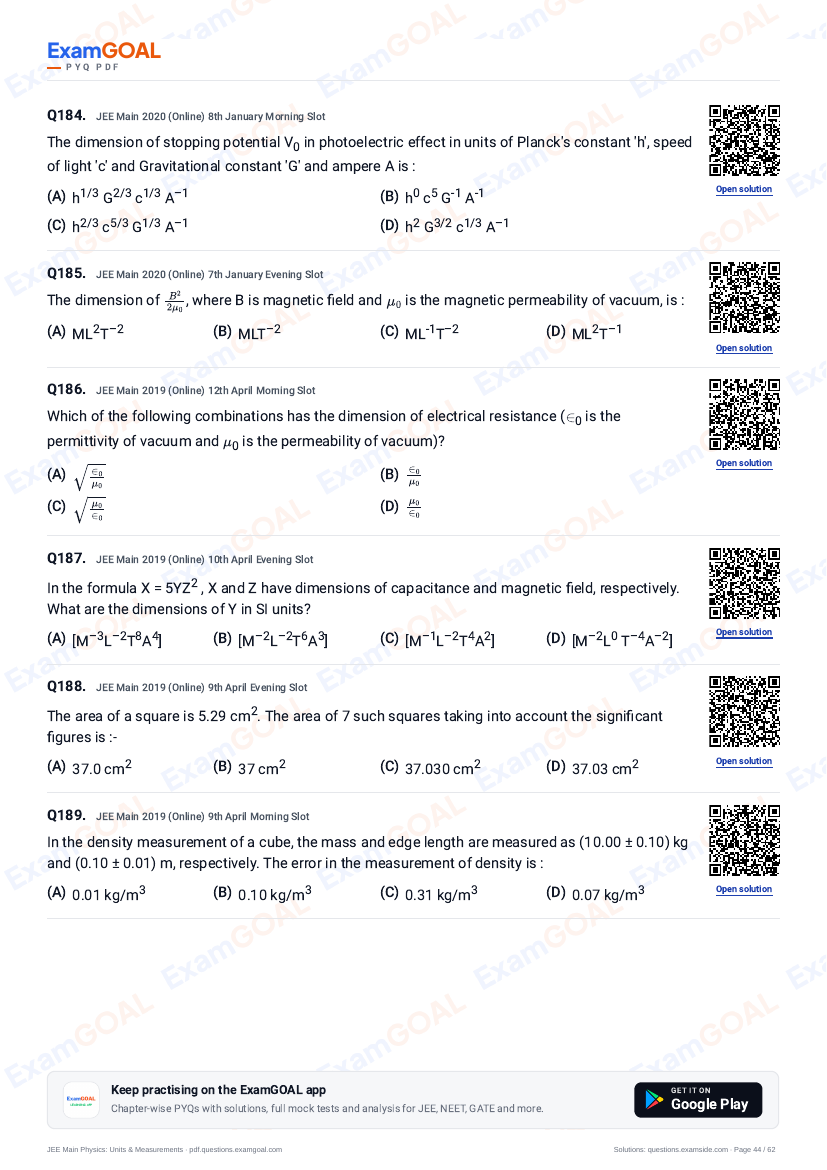 ExamGOAL
PYQ PDF
Q184. JEE Main 2020 (Online) 8th January Morning Slot
The dimension of stopping potential V₀ in photoelectric effect in units of Planck's constant 'h', speed
of light 'c' and Gravitational constant 'G' and ampere A is :
(A) h^1/3 G^2/3 c^1/3 A^−1 (B) h^0 c^5 G^-1 A^-1
(C) h^2/3 c^5/3 G^1/3 A^−1 (D) h^2 G^3/2 c^1/3 A^−1
Open solution
Q185. JEE Main 2020 (Online) 7th January Evening Slot
The dimension of B²/2μ₀, where B is magnetic field and μ₀ is the magnetic permeability of vacuum, is :
(A) ML²T⁻² (B) MLT⁻² (C) ML⁻¹T⁻² (D) ML²T⁻¹
Open solution
Q186. JEE Main 2019 (Online) 12th April Morning Slot
Which of the following combinations has the dimension of electrical resistance (∈₀ is the
permittivity of vacuum and μ₀ is the permeability of vacuum)?
(A) √(∈₀/μ₀) (B) ∈₀/μ₀
(C) √(μ₀/∈₀) (D) μ₀/∈₀
Open solution
Q187. JEE Main 2019 (Online) 10th April Evening Slot
In the formula X = 5YZ² , X and Z have dimensions of capacitance and magnetic field, respectively.
What are the dimensions of Y in SI units?
(A) [M⁻³L⁻²T⁸A⁴] (B) [M⁻²L⁻²T⁶A³] (C) [M⁻¹L⁻²T⁴A²] (D) [M⁻²L⁰ T⁻⁴A⁻²]
Open solution
Q188. JEE Main 2019 (Online) 9th April Evening Slot
The area of a square is 5.29 cm². The area of 7 such squares taking into account the significant
figures is :-
(A) 37.0 cm² (B) 37 cm² (C) 37.030 cm² (D) 37.03 cm²
Open solution
Q189. JEE Main 2019 (Online) 9th April Morning Slot
In the density measurement of a cube, the mass and edge length are measured as (10.00 ± 0.10) kg
and (0.10 ± 0.01) m, respectively. The error in the measurement of density is :
(A) 0.01 kg/m³ (B) 0.10 kg/m³ (C) 0.31 kg/m³ (D) 0.07 kg/m³
Open solution
ExamGOAL
Keep practising on the ExamGOAL app
Chapter-wise PYQs with solutions, full mock tests and analysis for JEE, NEET, GATE and more.
GET IT ON
Google Play
JEE Main Physics: Units & Measurements · pdf.questions.examgoal.com
Solutions: questions.examside.com · Page 44 / 62